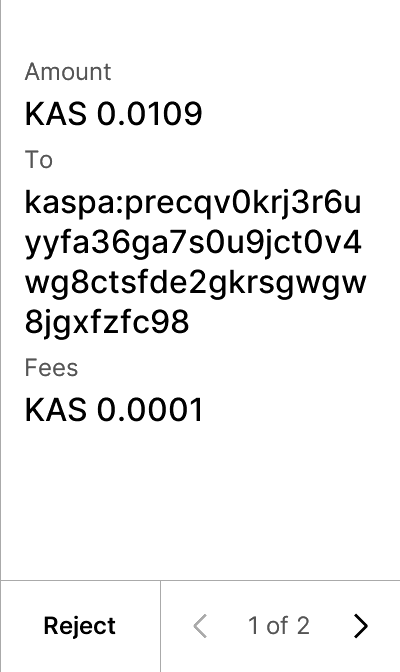 Amount
KAS 0.0109
To
kaspa:precqv0krj3r6u
yyfa36ga7s0u9jct0v4
wg8ctsfde2gkrsgwgw
8jgxfzfc98
Fees
KAS 0.0001
Reject
1 of 2